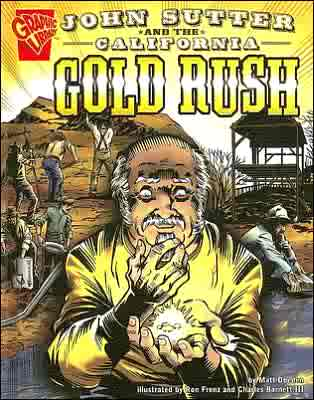 GRAPHIC
LIBRARY
JOHN SUTTER
AND THE
CALIFORNIA
GOLD RUSH
by Matt Doeden
illustrated by Ron Frenz and Charles Barnett III